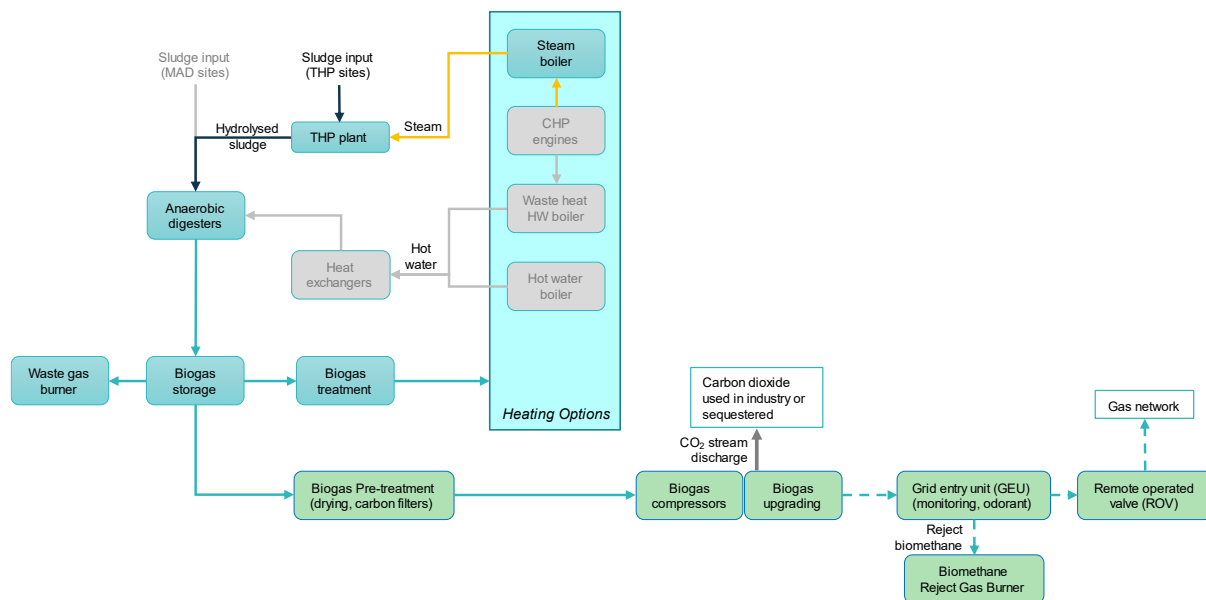 Sludge input
(MAD sites)
Sludge input
(THP sites)
Steam
boiler
CHP
engines
Hydrolysed
sludge
THP plant
Steam
Anaerobic
digesters
Waste heat
HW boiler
Hot
water
Heat
exchangers
Hot water
boiler
Waste gas
burner
Biogas
storage
Biogas
treatment
Heating Options
Carbon dioxide
used in industry or
sequestered
Gas network
CO₂ stream
discharge
Biogas Pre-treatment
(drying, carbon filters)
Biogas
compressors
Biogas
upgrading
Grid entry unit (GEU)
(monitoring, odorant)
Remote operated
valve (ROV)
Reject
biomethane
Biomethane
Reject Gas Burner